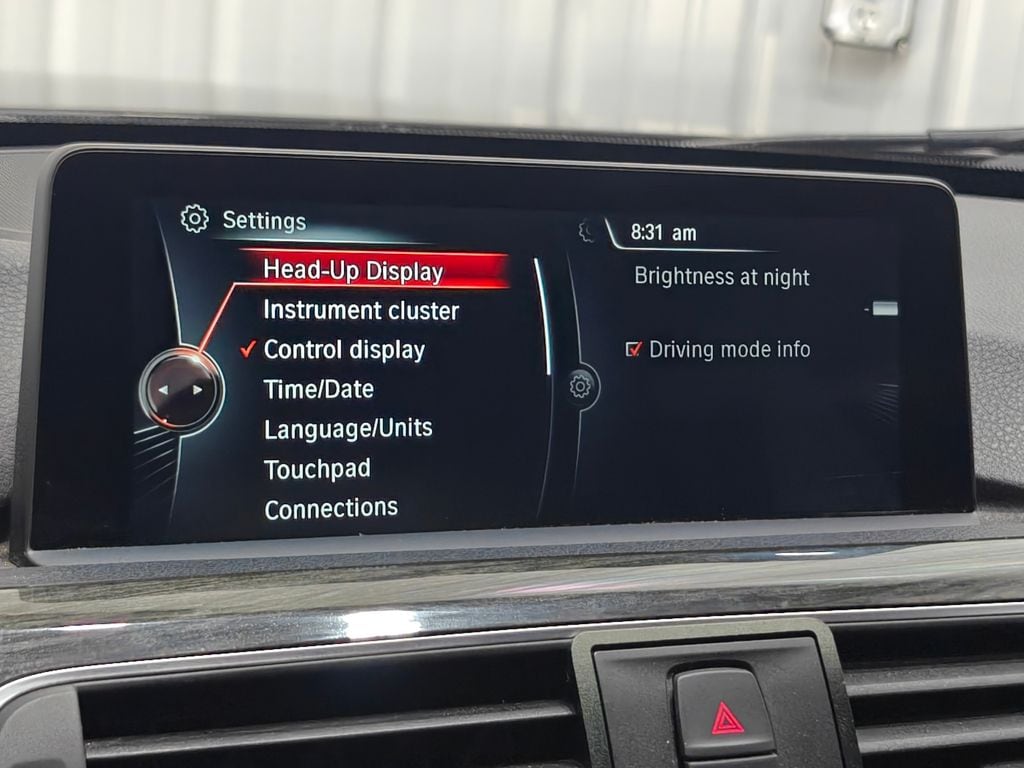 Settings
Head-Up Display
Instrument cluster
Control display
Time/Date
Language/Units
Touchpad
Connections
8:31 am
Brightness at night
Driving mode info